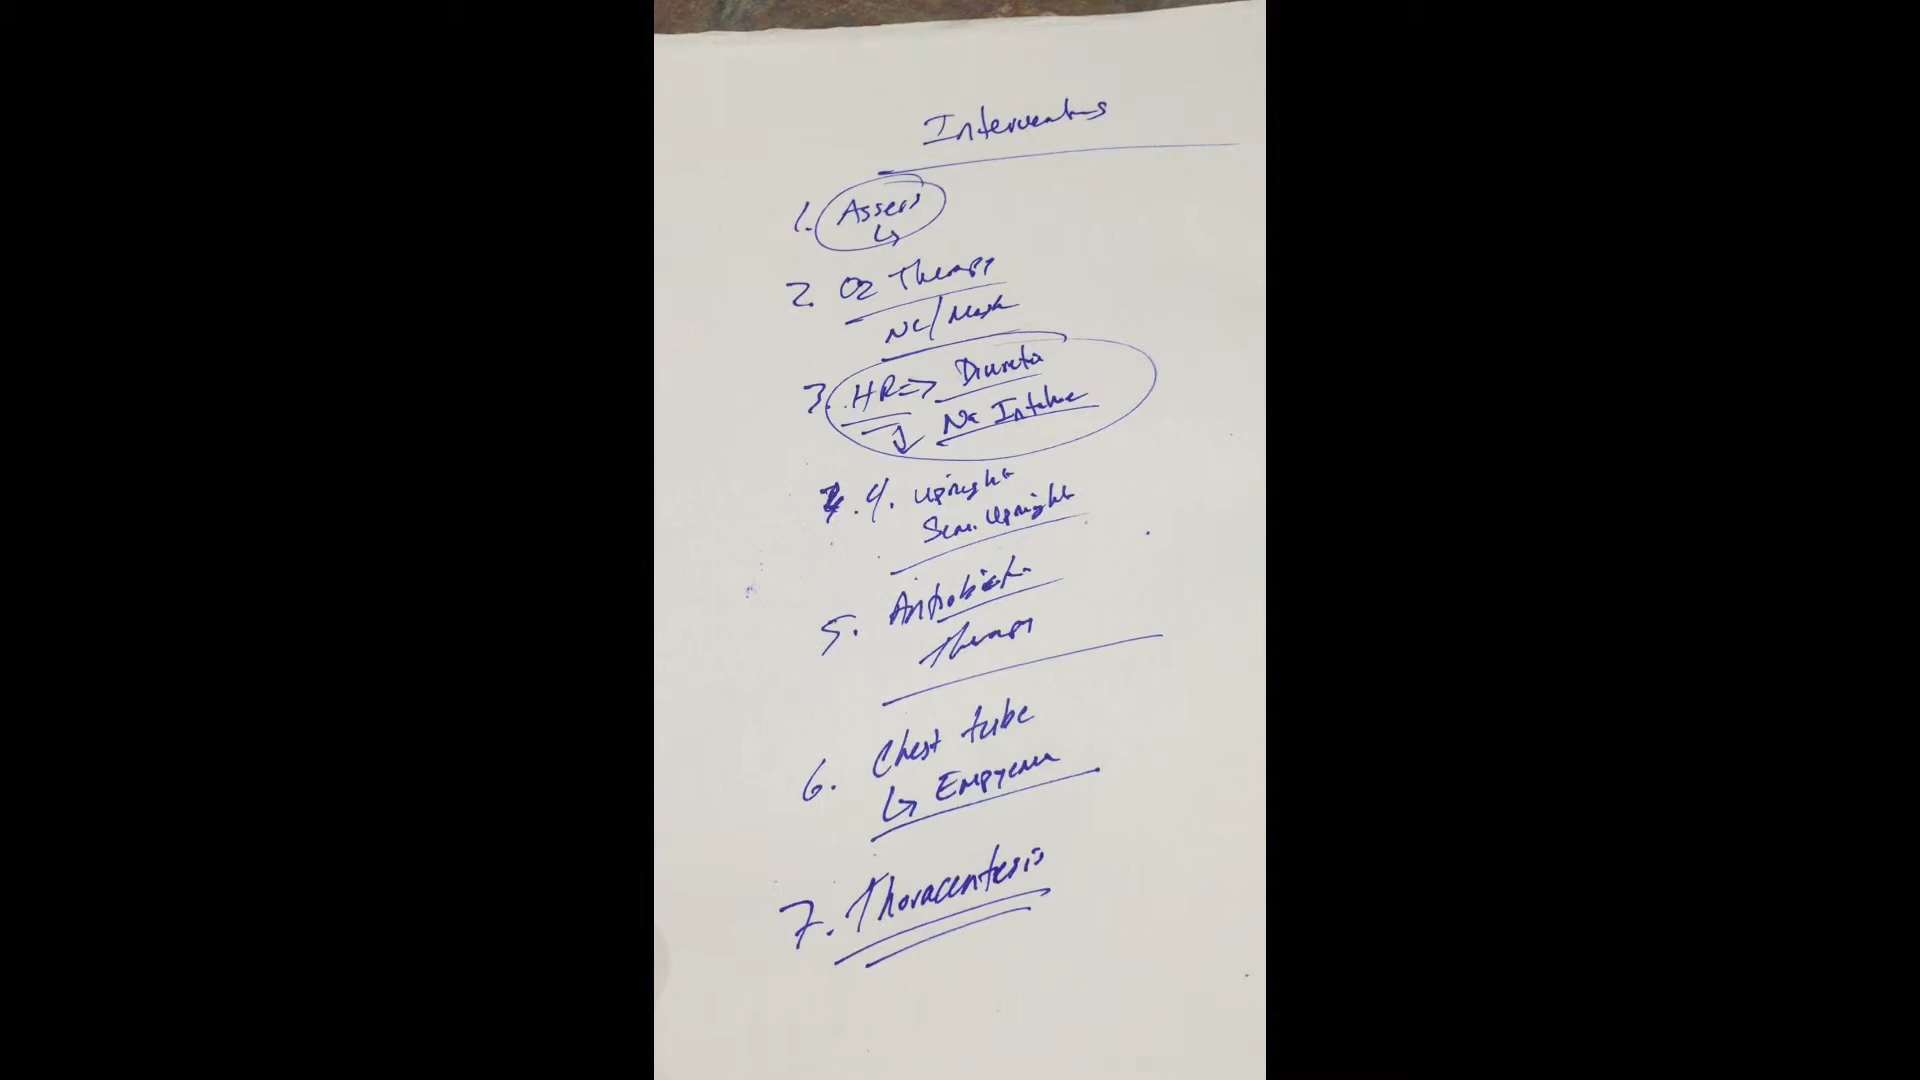 Interventions
1. Assess
↳
2. O2 Therapy
NC/Mask
3. HR => Diuretic
↓ Na Intake
4. Upright
Semi Upright
5. Antibiotic
Therapy
6. Chest tube
↳ Empyema
7. Thoracentesis